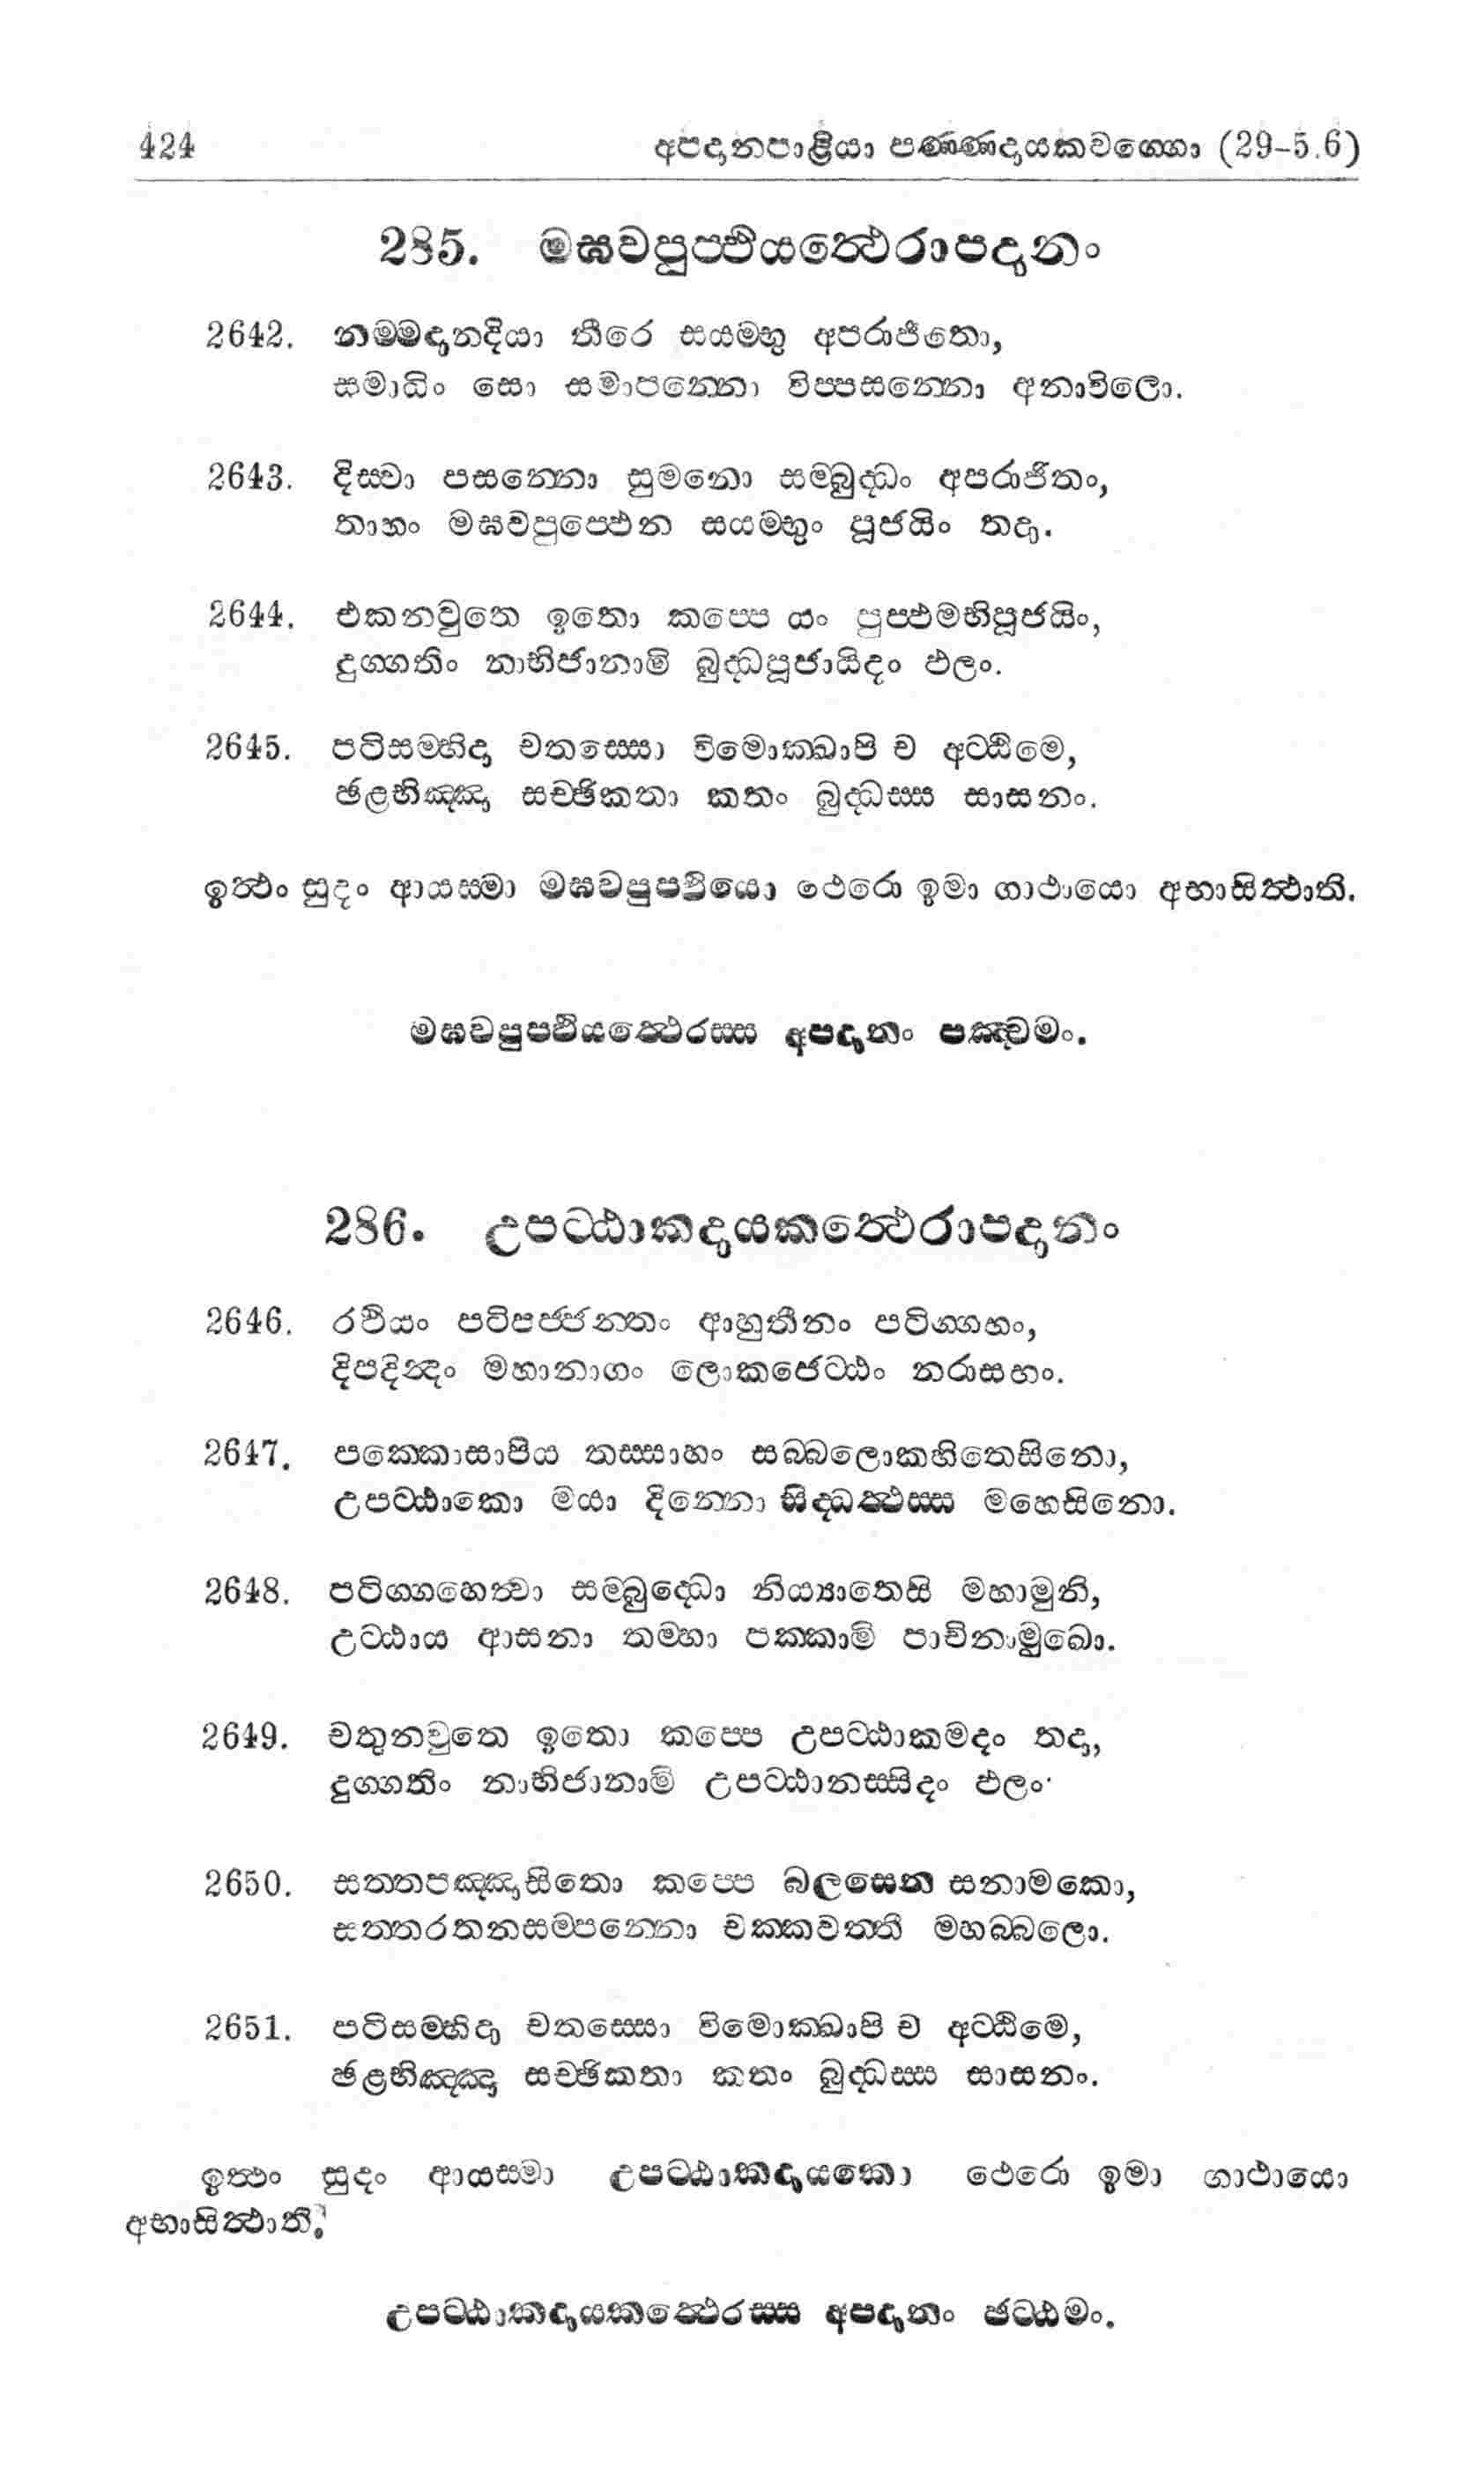 424 අපදානපාළියා පණ්ණදායකවග්ගො (29-5.6)
285. මඝවපුප්ඵියත්ථෙරාපදානං
2642. නම්මදානදියා තීරෙ සයම්භු අපරාජිතො,
සමාධිං සො සමාපන්නො විප්පසන්නො අනාවිලො.
2643. දිස්වා පසන්නො සුමනො සම්බුද්ධං අපරාජිතං,
තාහං මඝවපුප්ඵෙන සයම්භුං පූජයිං තදා.
2644. එකනවුතෙ ඉතො කප්පෙ යං පුප්ඵමභිපූජයිං,
දුග්ගතිං නාභිජානාමි බුද්ධපූජායිදං ඵලං.
2645. පටිසම්භිදා චතස්සො විමොක්ඛාපි ච අට්ඨිමෙ,
ඡළභිඤ්ඤා සච්ඡිකතා කතං බුද්ධස්ස සාසනං.
ඉත්ථං සුදං ආයස්මා මඝවපුප්ඵියො ථෙරො ඉමා ගාථායො අභාසිත්ථාති.
මඝවපුප්ඵියත්ථෙරස්ස අපදානං පඤ්චමං.
286. උපට්ඨාකදායකත්ථෙරාපදානං
2646. රථියං පටිපජ්ජන්තං ආහුතීනං පටිග්ගහං,
දිපදින්දං මහානාගං ලොකජෙට්ඨං නරාසභං.
2647. පක්කොසාපිය තස්සාහං සබ්බලොකහිතෙසිනො,
උපට්ඨාකො මයා දින්නො සිද්ධත්ථස්ස මහෙසිනො.
2648. පටිග්ගහෙත්වා සම්බුද්ධො නිය්‍යාතෙසි මහාමුනි,
උට්ඨාය ආසනා තම්හා පක්කාමි පාචිනාමුඛො.
2649. චතුනවුතෙ ඉතො කප්පෙ උපට්ඨාකමදං තදා,
දුග්ගතිං නාභිජානාමි උපට්ඨානස්සිදං ඵලං.
2650. සත්තපඤ්ඤාසිතො කප්පෙ බලසෙන සනාමකො,
සත්තරතනසම්පන්නො චක්කවත්තී මහබ්බලො.
2651. පටිසම්භිදා චතස්සො විමොක්ඛාපි ච අට්ඨිමෙ,
ඡළභිඤ්ඤා සච්ඡිකතා කතං බුද්ධස්ස සාසනං.
ඉත්ථං සුදං ආයස්මා උපට්ඨාකදායකො ථෙරො ඉමා ගාථායො
අභාසිත්ථාති.
උපට්ඨාකදායකත්ථෙරස්ස අපදානං ඡට්ඨමං.